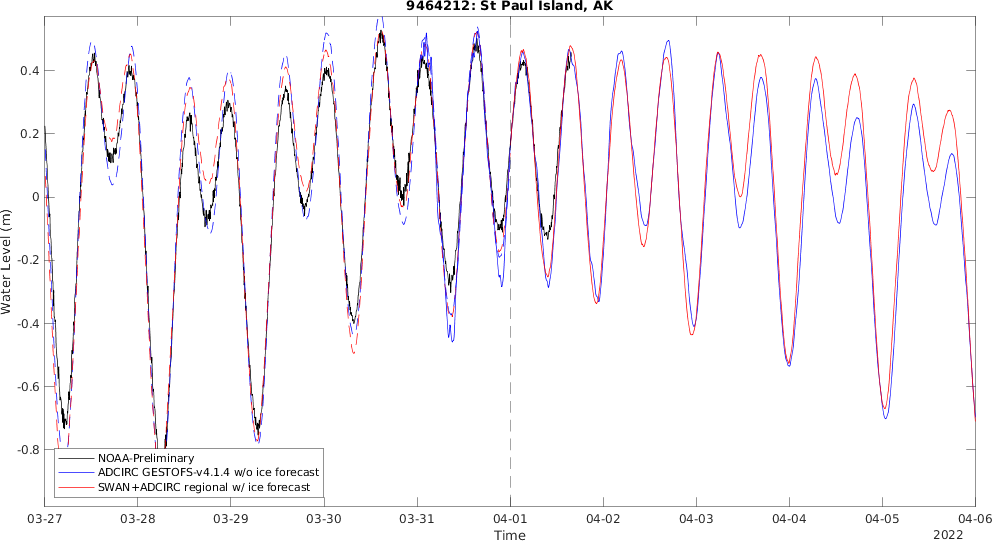 9464212: St Paul Island, AK
Water Level (m)
0.4
0.2
0
-0.2
-0.4
-0.6
-0.8
NOAA-Preliminary
ADCIRC GESTOFS-v4.1.4 w/o ice forecast
SWAN+ADCIRC regional w/ ice forecast
03-27 03-28 03-29 03-30 03-31 04-01 04-02 04-03 04-04 04-05 04-06
Time
2022